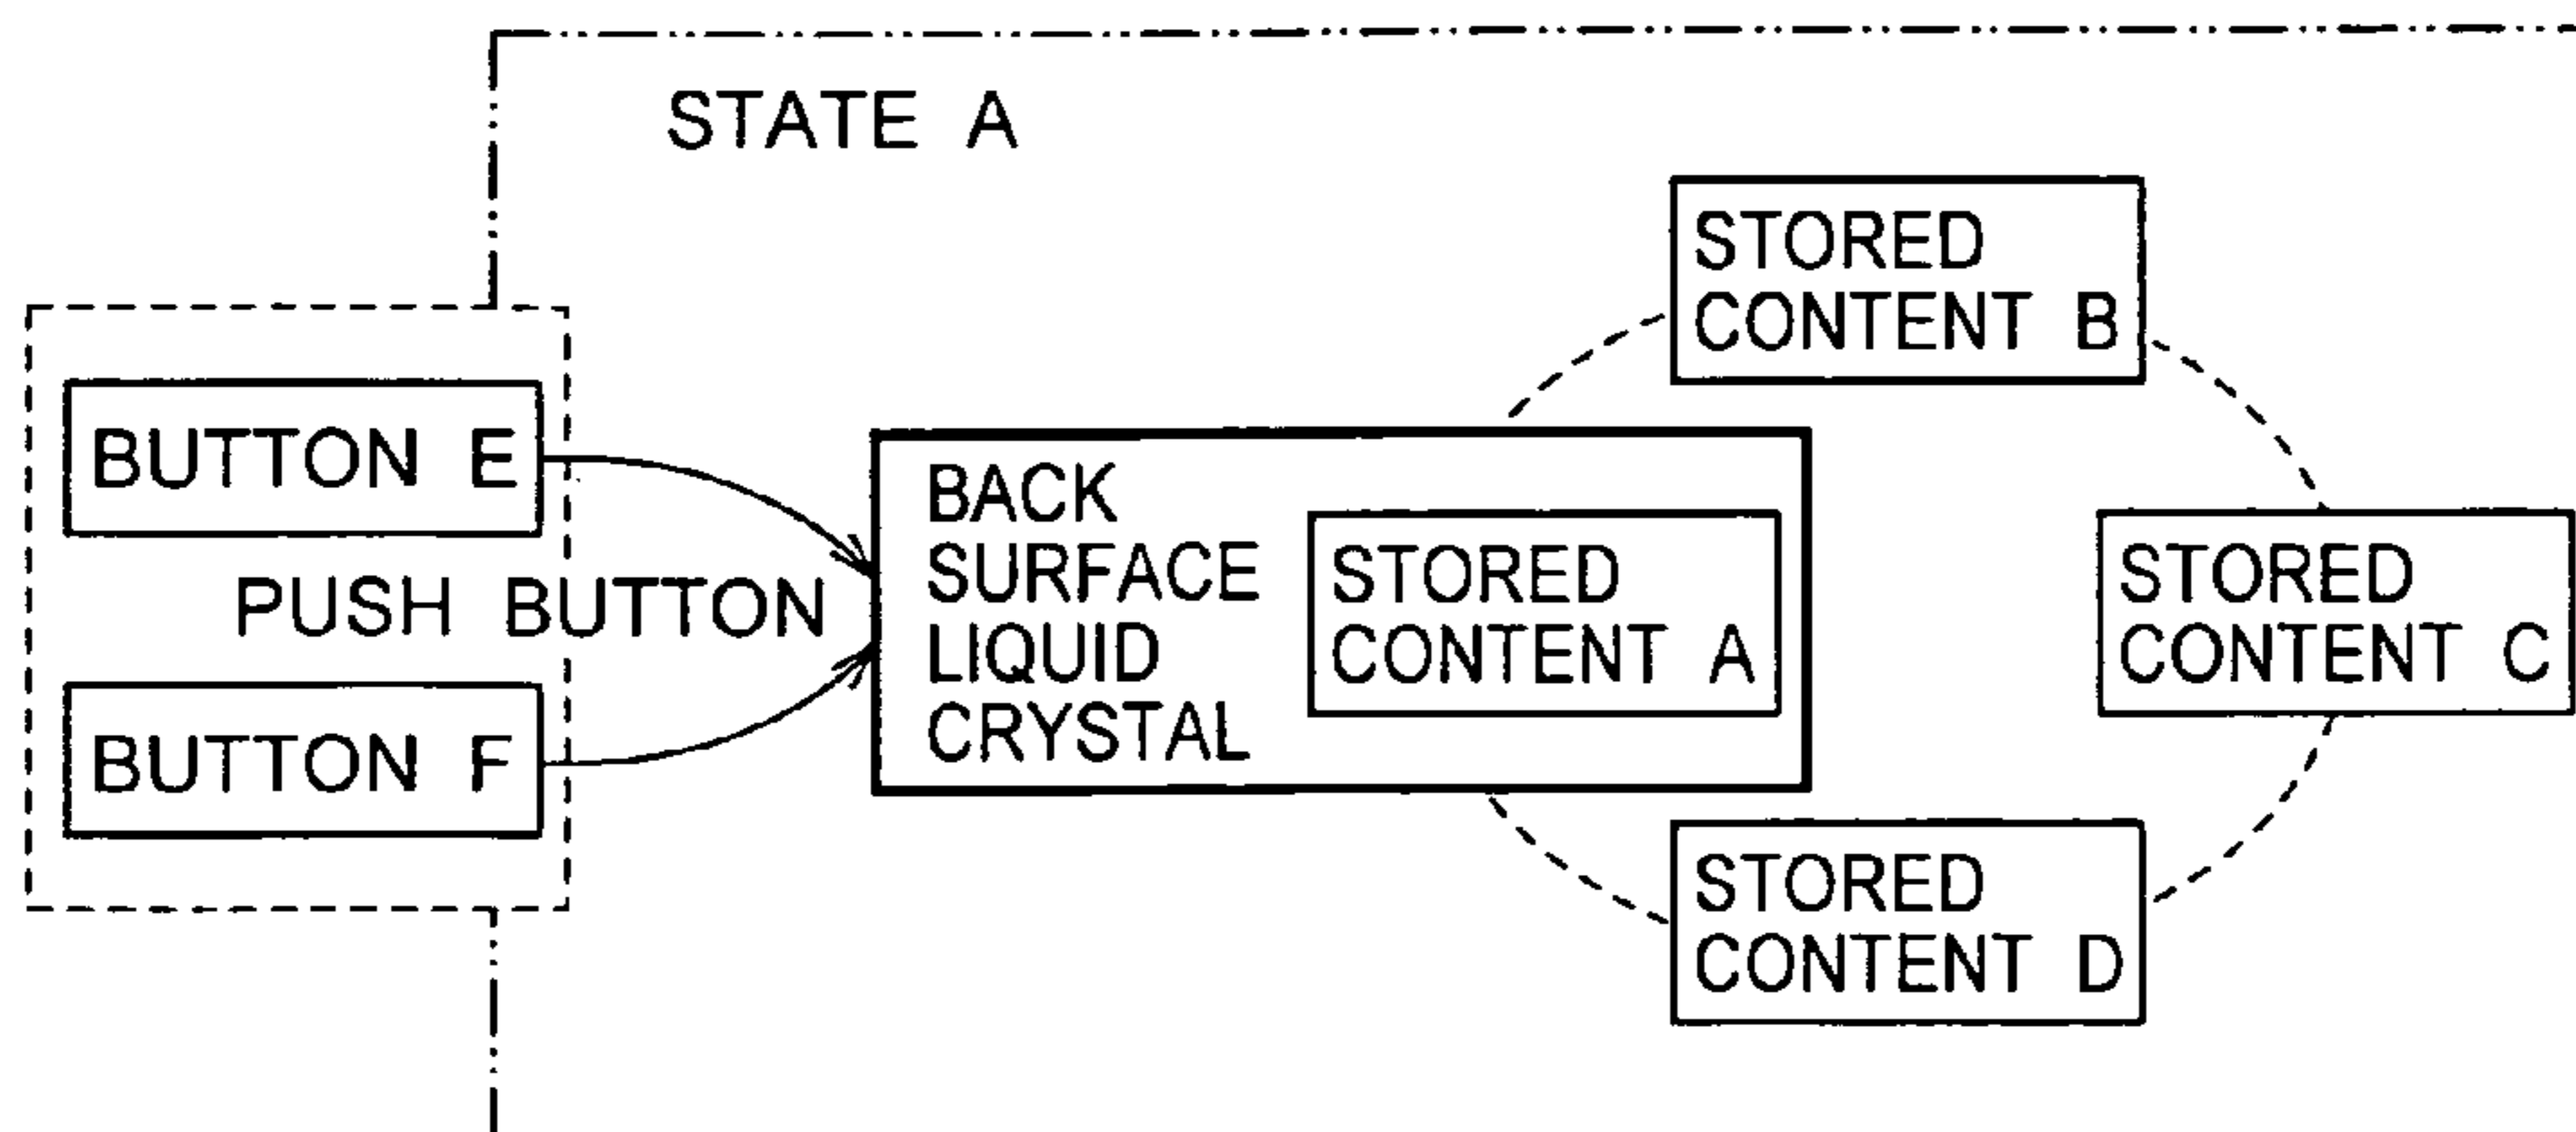 STATE A
BUTTON E
PUSH BUTTON
BUTTON F
BACK
SURFACE
LIQUID
CRYSTAL
STORED
CONTENT A
STORED
CONTENT B
STORED
CONTENT C
STORED
CONTENT D